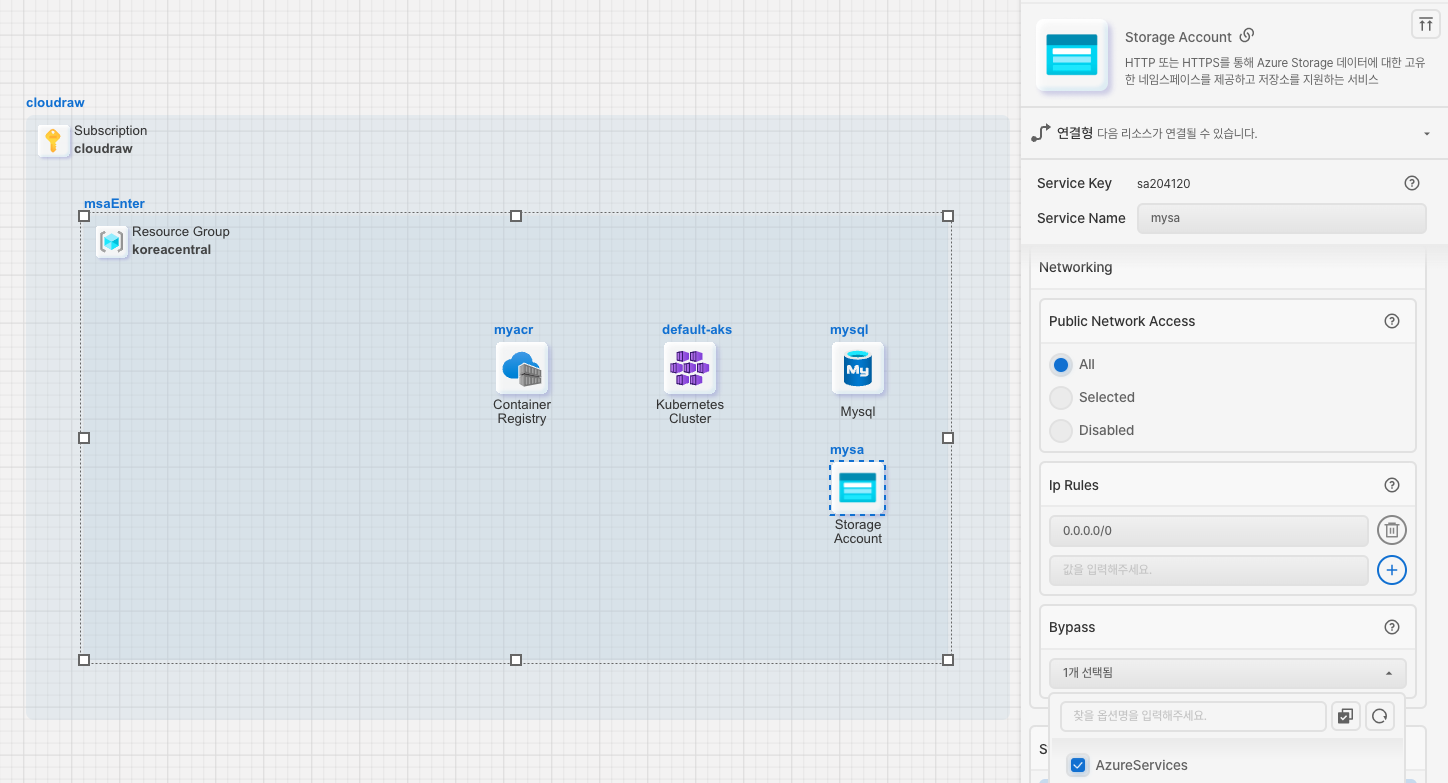 cloudraw
Subscription
cloudraw
msaEnter
Resource Group
koreacentral
myacr
Container
Registry
default-aks
Kubernetes
Cluster
mysql
My
Mysql
mysa
Storage
Account
Storage Account
HTTP 또는 HTTPS를 통해 Azure Storage 데이터에 대한 고유
한 네임스페이스를 제공하고 저장소를 지원하는 서비스
연결형 다음 리소스가 연결될 수 있습니다.
Service Key sa204120
Service Name mysa
Networking
Public Network Access
All
Selected
Disabled
Ip Rules
0.0.0.0/0
값을 입력해주세요.
Bypass
1개 선택됨
찾을 옵션명을 입력해주세요.
S
AzureServices